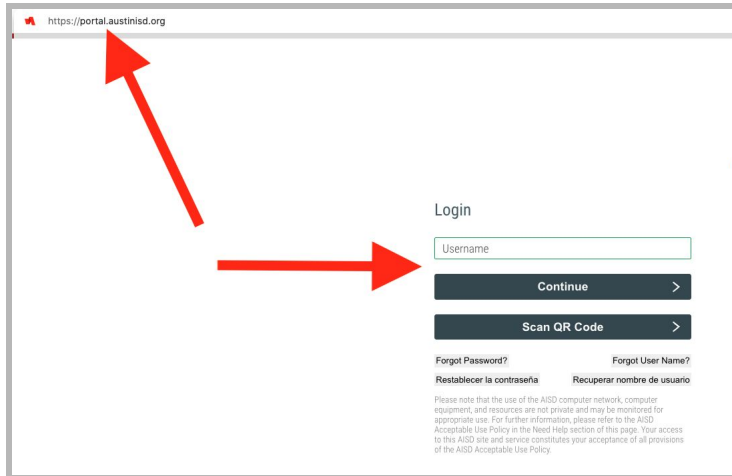 https://portal.austinisd.org
Login
Username
Continue
Scan QR Code
Forgot Password? Forgot User Name?
Restablecer la contraseña Recuperar nombre de usuario
Please note that the use of the AISD computer network, computer
equipment, and resources are not private and may be monitored for
appropriate use. For further information, please refer to the AISD
Acceptable Use Policy in the Need Help section of this page. Your access
to this AISD site and service constitutes your acceptance of all provisions
of the AISD Acceptable Use Policy.